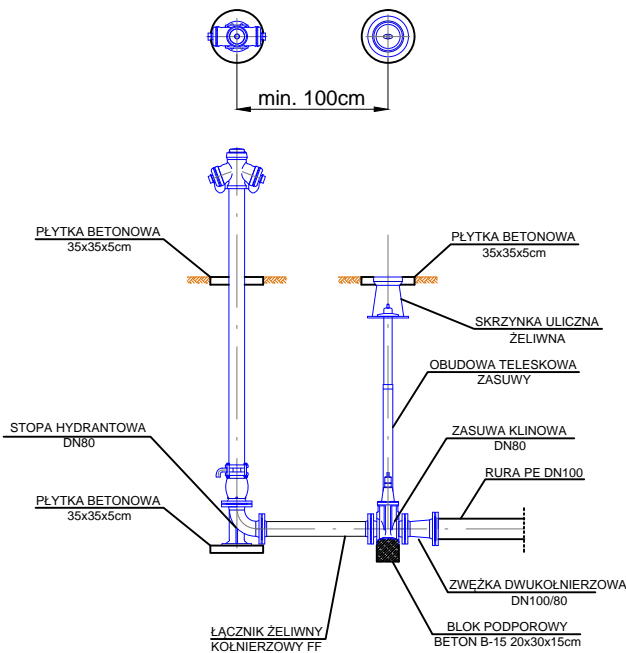 min. 100cm
PŁYTKA BETONOWA
35x35x5cm
PŁYTKA BETONOWA
35x35x5cm
SKRZYNKA ULICZNA
ŻELIWNA
OBUDOWA TELESKOWA
ZASUWY
STOPA HYDRANTOWA
DN80
ZASUWA KLINOWA
DN80
RURA PE DN100
PŁYTKA BETONOWA
35x35x5cm
ZWĘŻKA DWUKOŁNIERZOWA
DN100/80
ŁĄCZNIK ŻELIWNY
KOŁNIERZOWY FF
BLOK PODPOROWY
BETON B-15 20x30x15cm